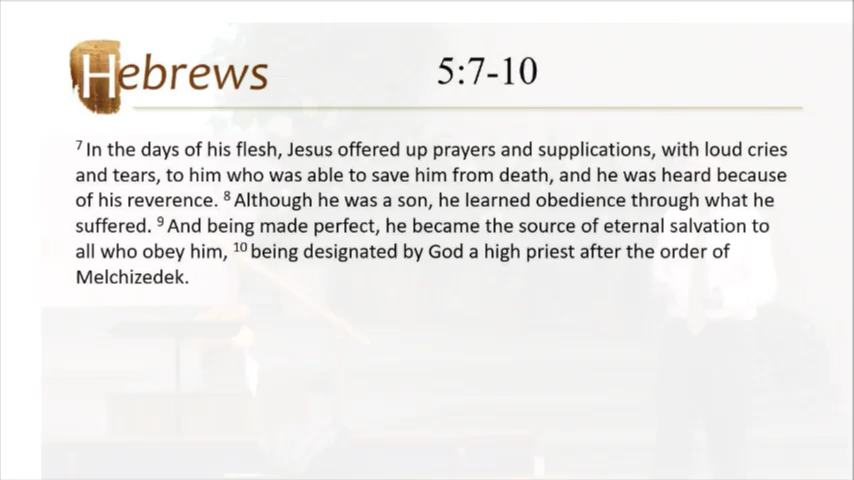 Hebrews 5:7-10
7 In the days of his flesh, Jesus offered up prayers and supplications, with loud cries
and tears, to him who was able to save him from death, and he was heard because
of his reverence. 8 Although he was a son, he learned obedience through what he
suffered. 9 And being made perfect, he became the source of eternal salvation to
all who obey him, 10 being designated by God a high priest after the order of
Melchizedek.